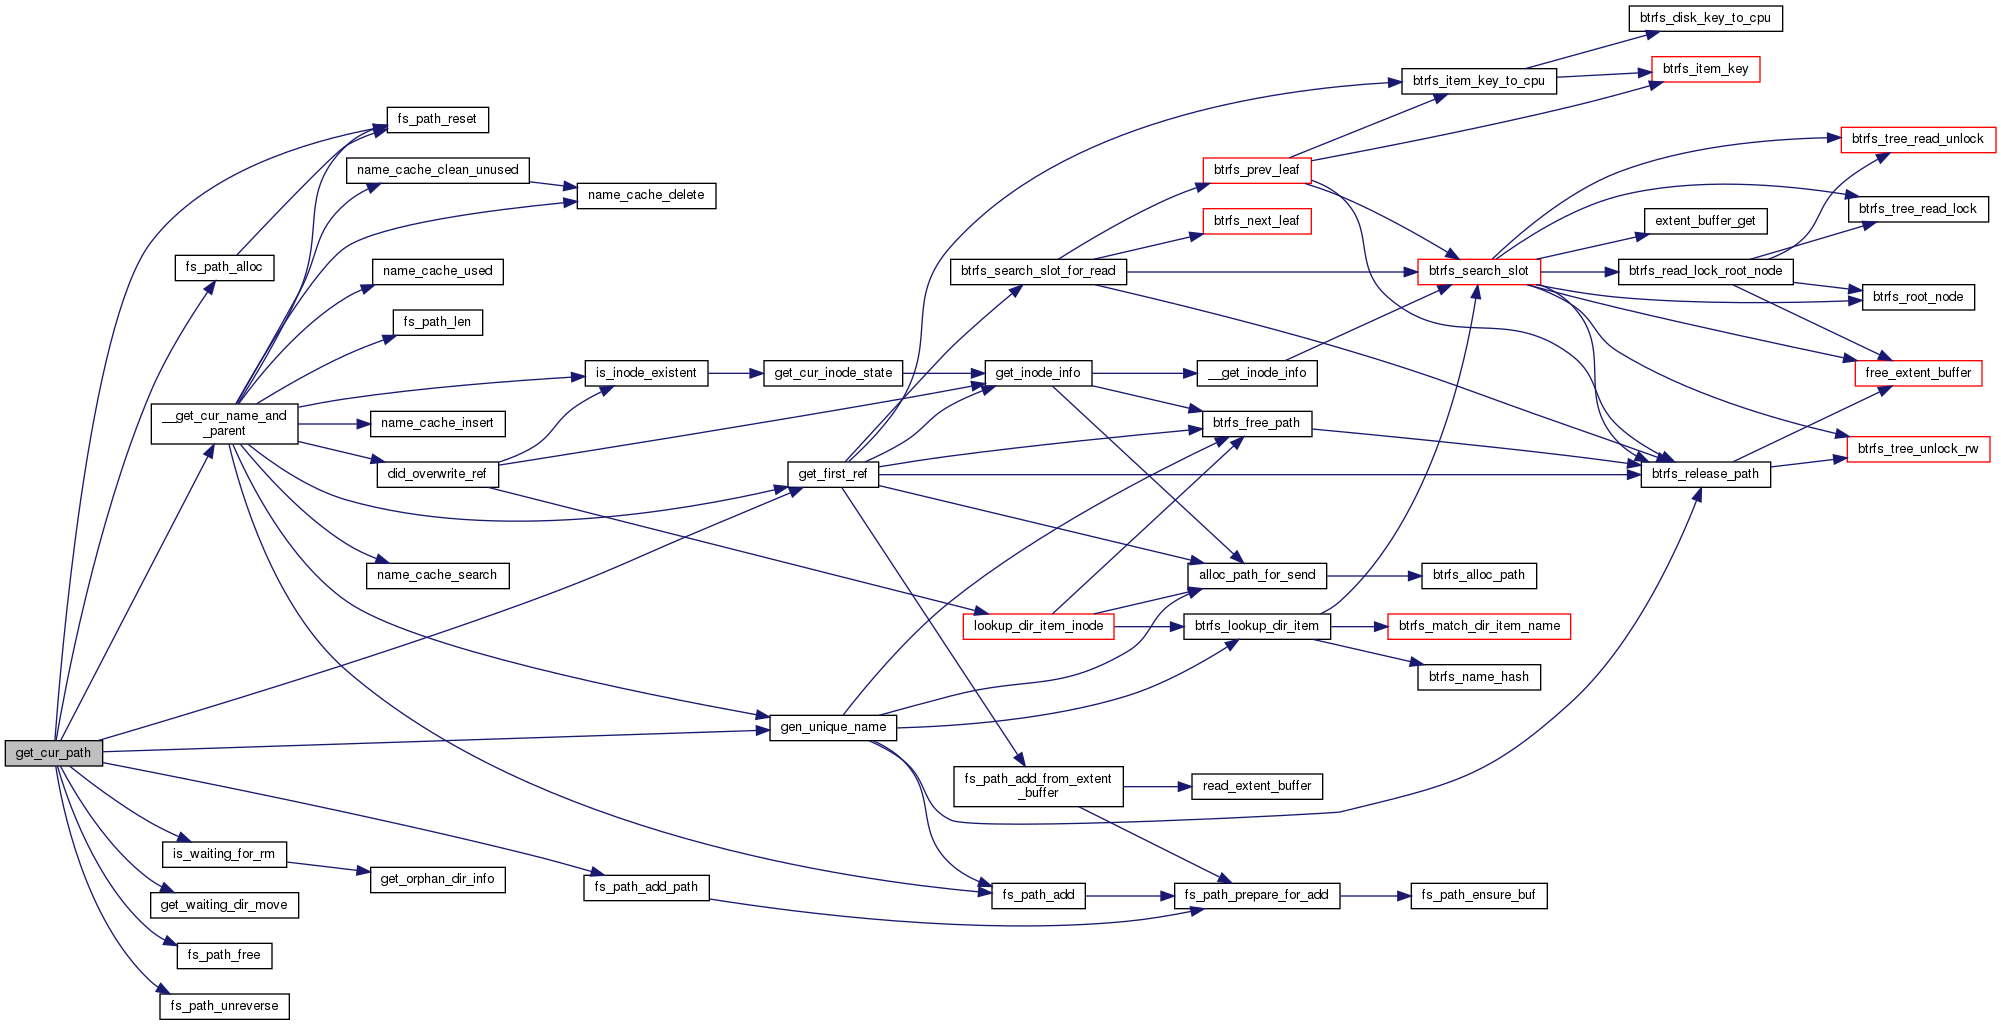 btrfs_disk_key_to_cpu
btrfs_item_key
btrfs_item_key_to_cpu
fs_path_reset
btrfs_tree_read_unlock
name_cache_clean_unused
btrfs_prev_leaf
name_cache_delete
btrfs_next_leaf
extent_buffer_get
btrfs_tree_read_lock
fs_path_alloc
name_cache_used
btrfs_search_slot_for_read
btrfs_search_slot
btrfs_read_lock_root_node
btrfs_root_node
fs_path_len
is_inode_existent
get_cur_inode_state
get_inode_info
__get_inode_info
free_extent_buffer
__get_cur_name_and
_parent
name_cache_insert
btrfs_free_path
btrfs_tree_unlock_rw
did_overwrite_ref
get_first_ref
btrfs_release_path
name_cache_search
alloc_path_for_send
btrfs_alloc_path
lookup_dir_item_inode
btrfs_lookup_dir_item
btrfs_match_dir_item_name
btrfs_name_hash
gen_unique_name
get_cur_path
fs_path_add_from_extent
_buffer
read_extent_buffer
is_waiting_for_rm
get_orphan_dir_info
fs_path_add_path
fs_path_add
fs_path_prepare_for_add
fs_path_ensure_buf
get_waiting_dir_move
fs_path_free
fs_path_unreverse